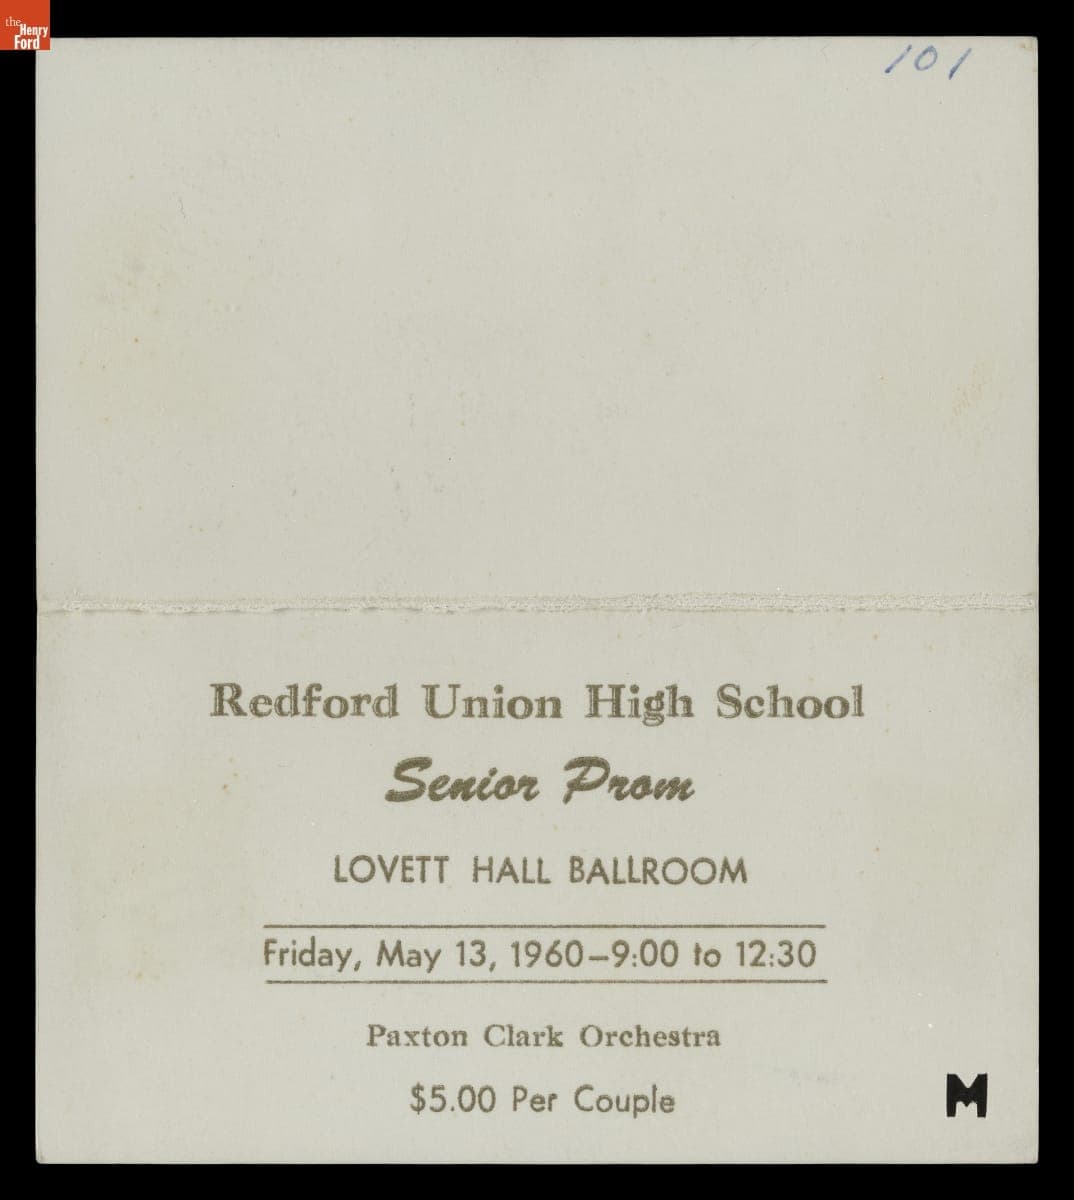 the
Henry
Ford
101
Redford Union High School
Senior Prom
LOVETT HALL BALLROOM
Friday, May 13, 1960–9:00 to 12:30
Paxton Clark Orchestra
$5.00 Per Couple
M